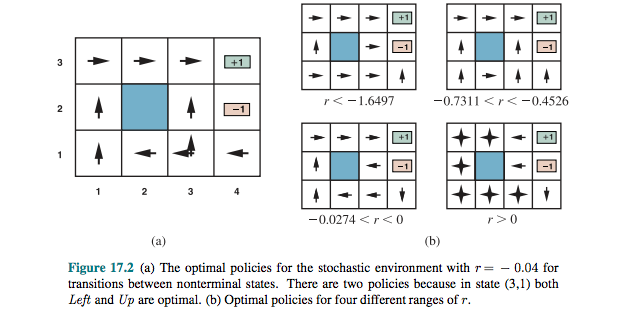 +1
+1
-1
-1
3
+1
2
-1
1
r < −1.6497
−0.7311 < r < −0.4526
+1
+1
-1
-1
1 2 3 4
−0.0274 < r < 0
r > 0
(a)
(b)
Figure 17.2 (a) The optimal policies for the stochastic environment with r = − 0.04 for
transitions between nonterminal states. There are two policies because in state (3,1) both
Left and Up are optimal. (b) Optimal policies for four different ranges of r.